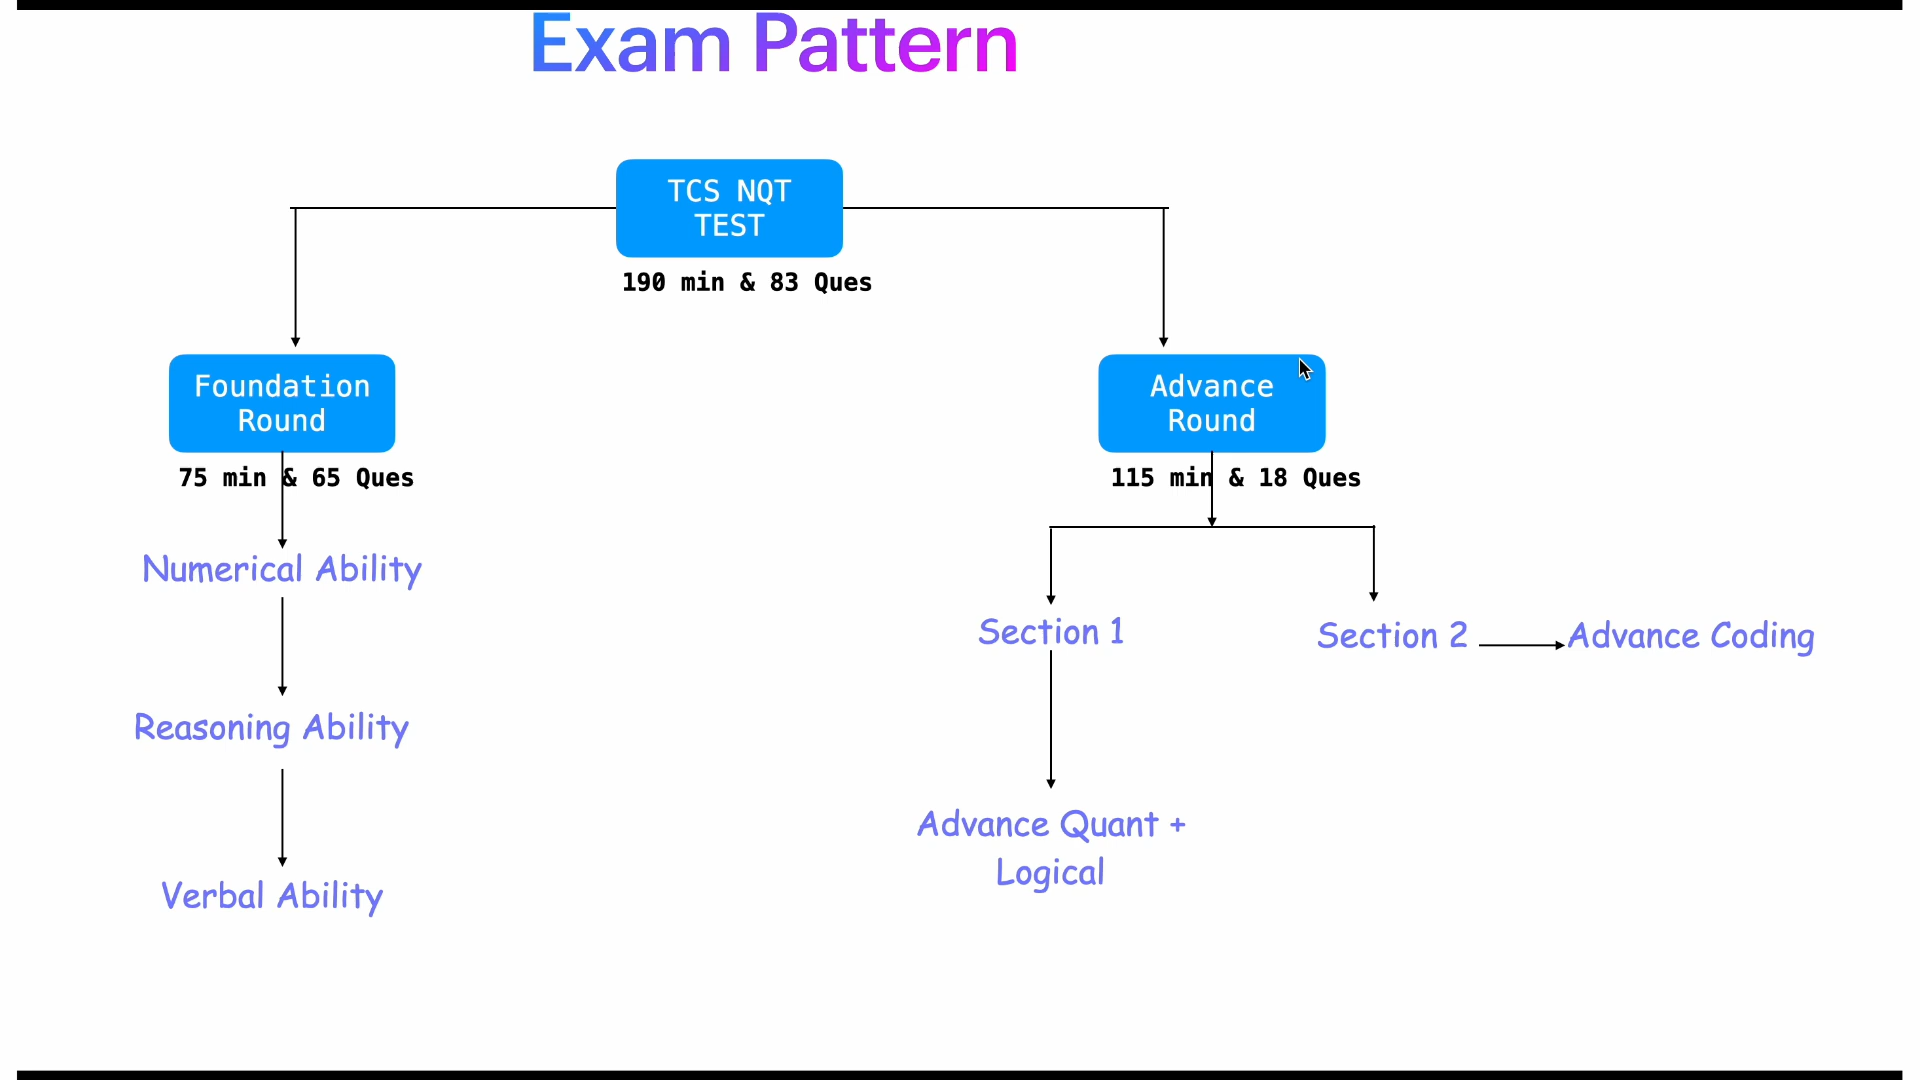 Exam Pattern
TCS NQT
TEST
190 min & 83 Ques
Foundation
Round
75 min & 65 Ques
Numerical Ability
Reasoning Ability
Verbal Ability
Advance
Round
115 min & 18 Ques
Section 1
Advance Quant +
Logical
Section 2
Advance Coding